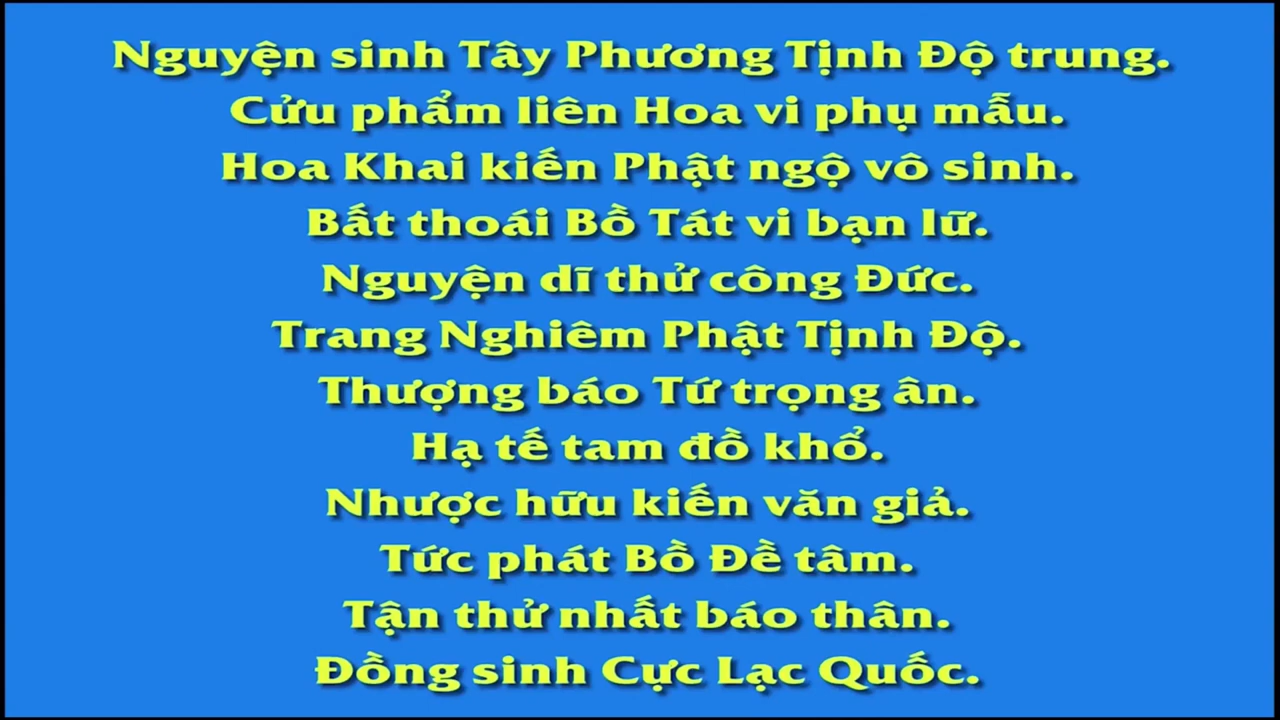 Nguyện sinh Tây Phương Tịnh Độ trung.
Cửu phẩm liên Hoa vi phụ mẫu.
Hoa Khai kiến Phật ngộ vô sinh.
Bất thoái Bồ Tát vi bạn lữ.
Nguyện dĩ thử công Đức.
Trang Nghiêm Phật Tịnh Độ.
Thượng báo Tứ trọng ân.
Hạ tế tam đồ khổ.
Nhược hữu kiến văn giả.
Tức phát Bồ Đề tâm.
Tận thử nhất báo thân.
Đồng sinh Cực Lạc Quốc.